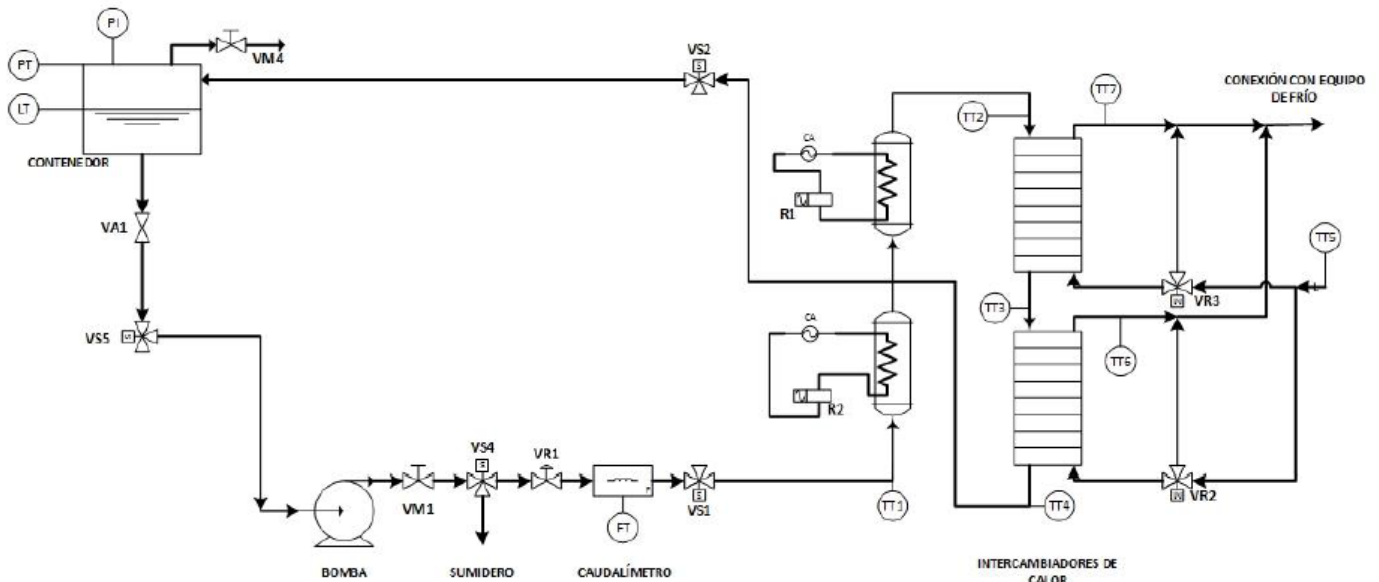 PI
PT
VM4
LT
CONTENEDOR
VA1
VS5
S
VS2
S
CONEXIÓN CON EQUIPO
DE FRÍO
TT7
TT2
CA
R1
TT5
VR3
TT3
CA
R2
TT6
VS4
S
VR1
VM1
VS1
S
FT
TT1
TT4
VR2
BOMBA
SUMIDERO
CAUDALÍMETRO
INTERCAMBIADORES DE
CALOR